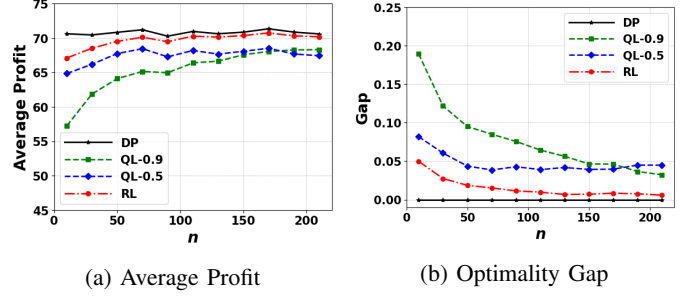 75
70
65
60
55
50
45
Average Profit
DP
QL-0.9
QL-0.5
RL
0
50
100
150
200
n
(a) Average Profit
0.25
0.20
0.15
0.10
0.05
0.00
Gap
DP
QL-0.9
QL-0.5
RL
0
50
100
150
200
n
(b) Optimality Gap